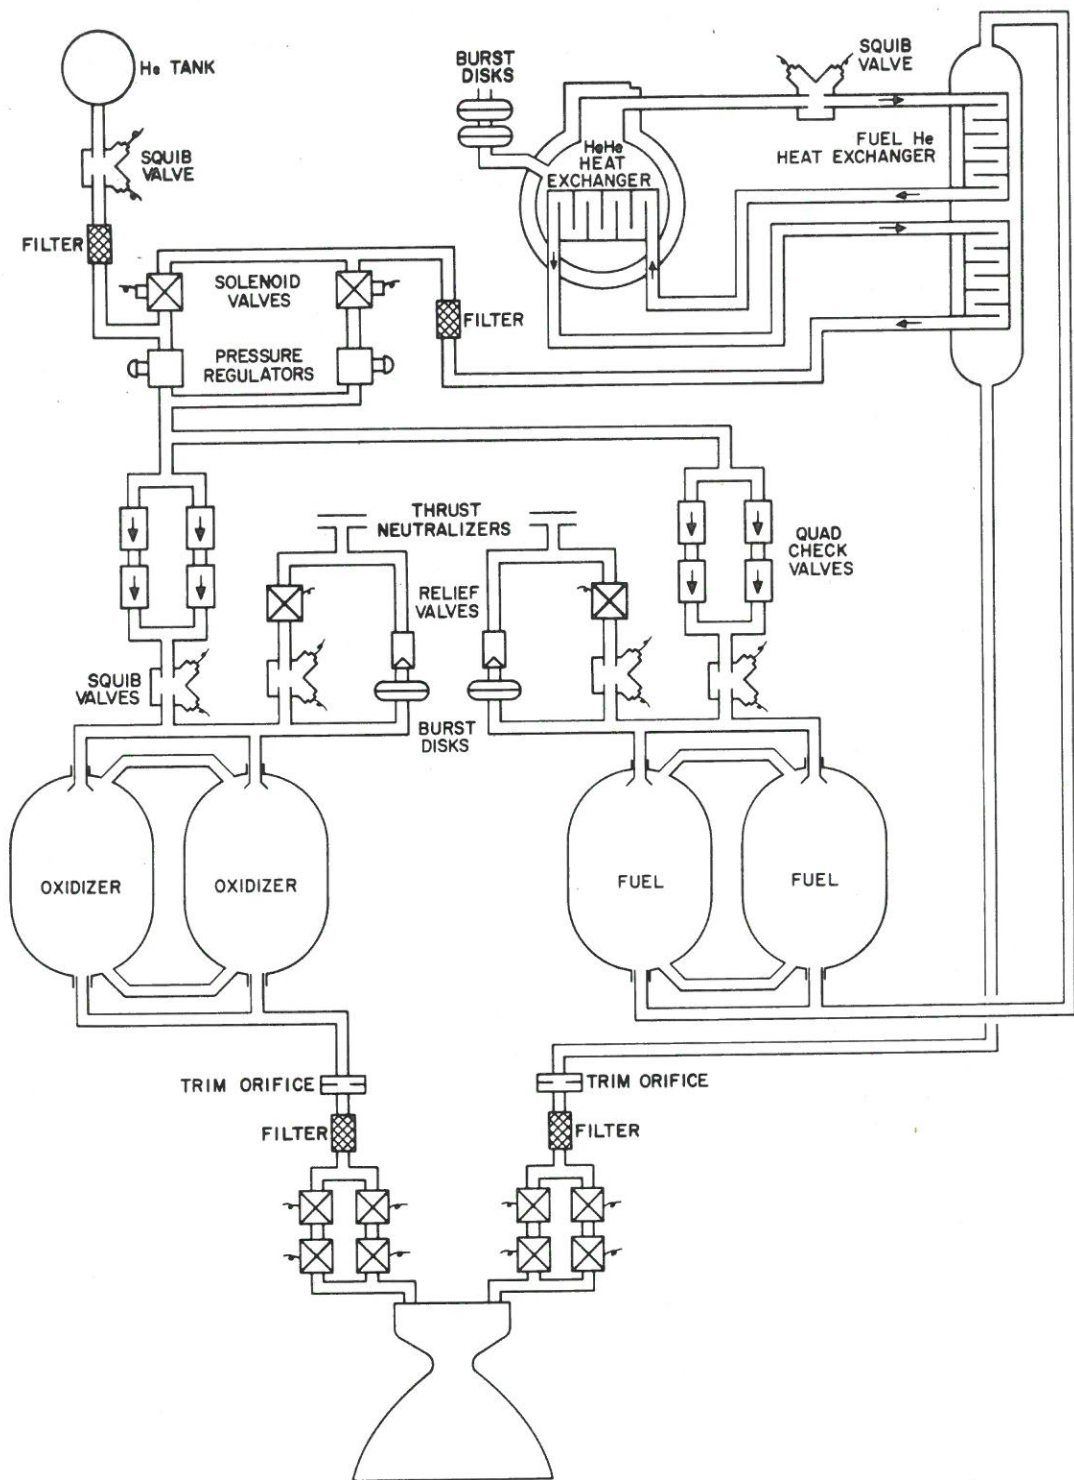 He TANK
BURST
DISKS
SQUIB
VALVE
SQUIB
VALVE
HeHe
HEAT
EXCHANGER
FUEL He
HEAT EXCHANGER
FILTER
SOLENOID
VALVES
FILTER
PRESSURE
REGULATORS
THRUST
NEUTRALIZERS
QUAD
CHECK
VALVES
RELIEF
VALVES
SQUIB
VALVES
BURST
DISKS
OXIDIZER
OXIDIZER
FUEL
FUEL
TRIM ORIFICE
TRIM ORIFICE
FILTER
FILTER